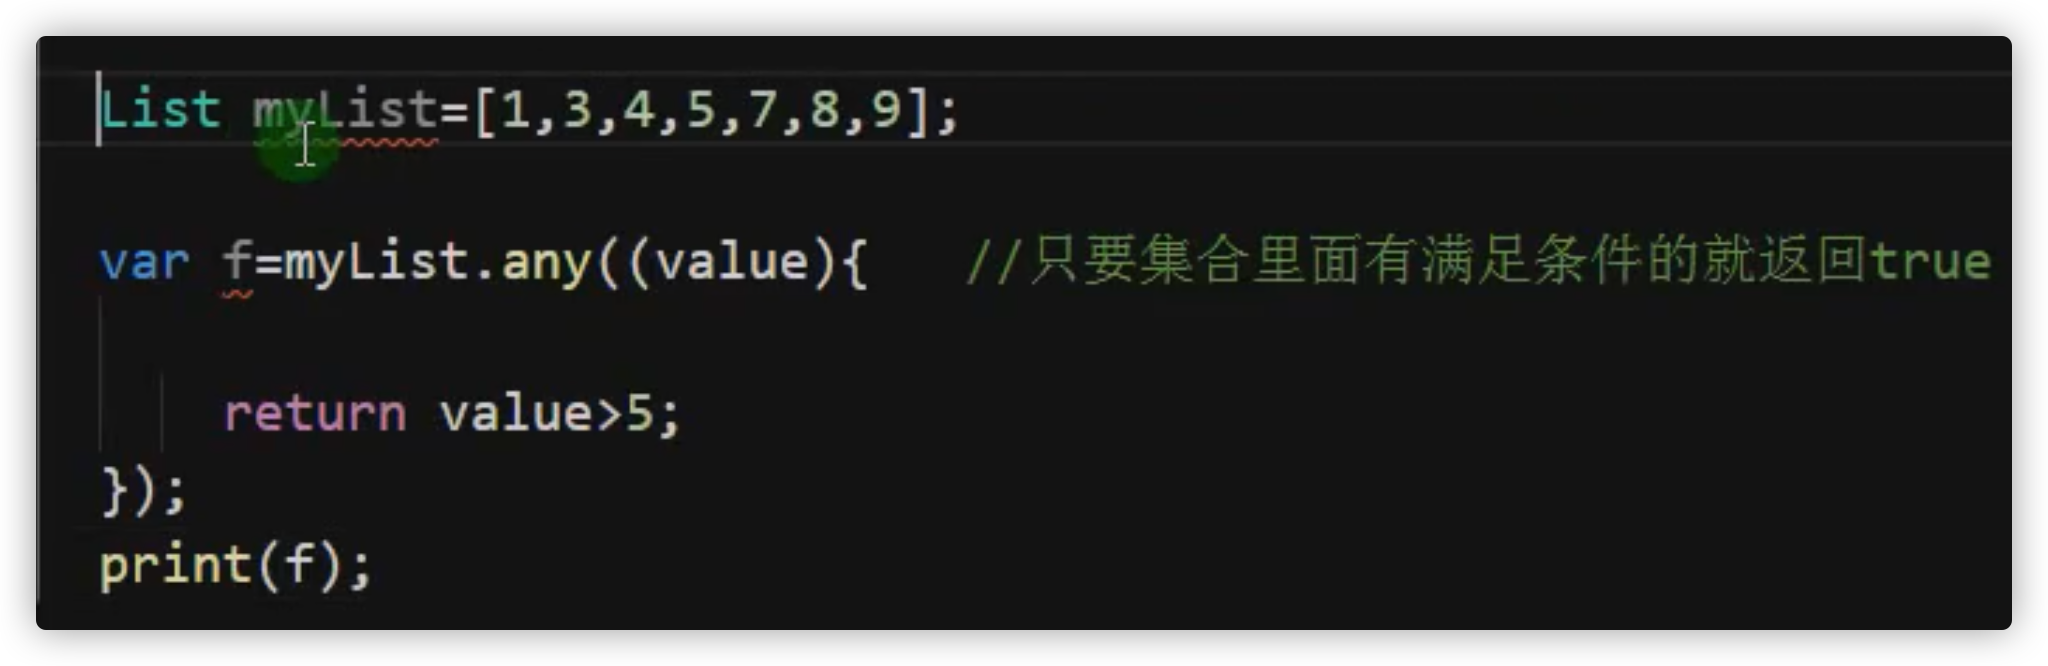 List myList=[1,3,4,5,7,8,9];
var f=myList.any((value){   //只要集合里面有满足条件的就返回true
return value>5;
});
print(f);